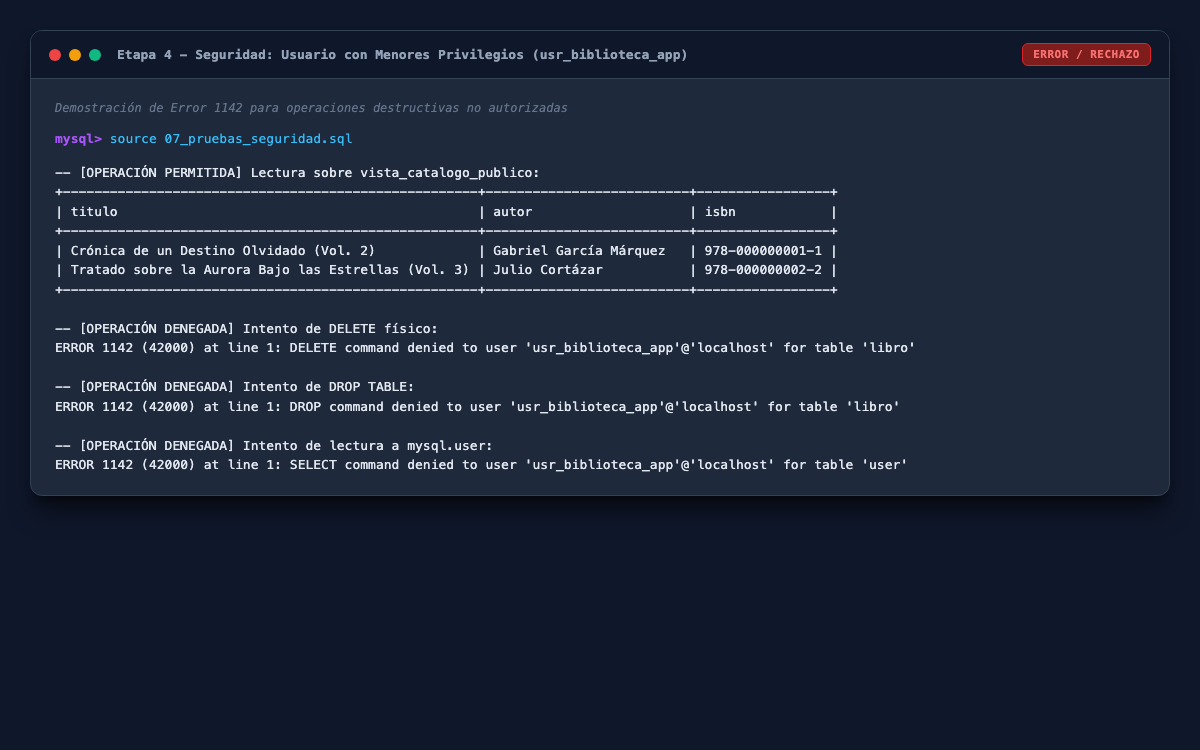 Etapa 4 — Seguridad: Usuario con Menores Privilegios (usr_biblioteca_app)
ERROR / RECHAZO
Demostración de Error 1142 para operaciones destructivas no autorizadas
mysql> source 07_pruebas_seguridad.sql
-- [OPERACIÓN PERMITIDA] Lectura sobre vista_catalogo_publico:
+-----------------------------------------------------+--------------------------+-----------------+
| titulo                                              | autor                    | isbn            |
+-----------------------------------------------------+--------------------------+-----------------+
| Crónica de un Destino Olvidado (Vol. 2)             | Gabriel García Márquez   | 978-000000001-1 |
| Tratado sobre la Aurora Bajo las Estrellas (Vol. 3) | Julio Cortázar           | 978-000000002-2 |
+-----------------------------------------------------+--------------------------+-----------------+
-- [OPERACIÓN DENEGADA] Intento de DELETE físico:
ERROR 1142 (42000) at line 1: DELETE command denied to user 'usr_biblioteca_app'@'localhost' for table 'libro'
-- [OPERACIÓN DENEGADA] Intento de DROP TABLE:
ERROR 1142 (42000) at line 1: DROP command denied to user 'usr_biblioteca_app'@'localhost' for table 'libro'
-- [OPERACIÓN DENEGADA] Intento de lectura a mysql.user:
ERROR 1142 (42000) at line 1: SELECT command denied to user 'usr_biblioteca_app'@'localhost' for table 'user'